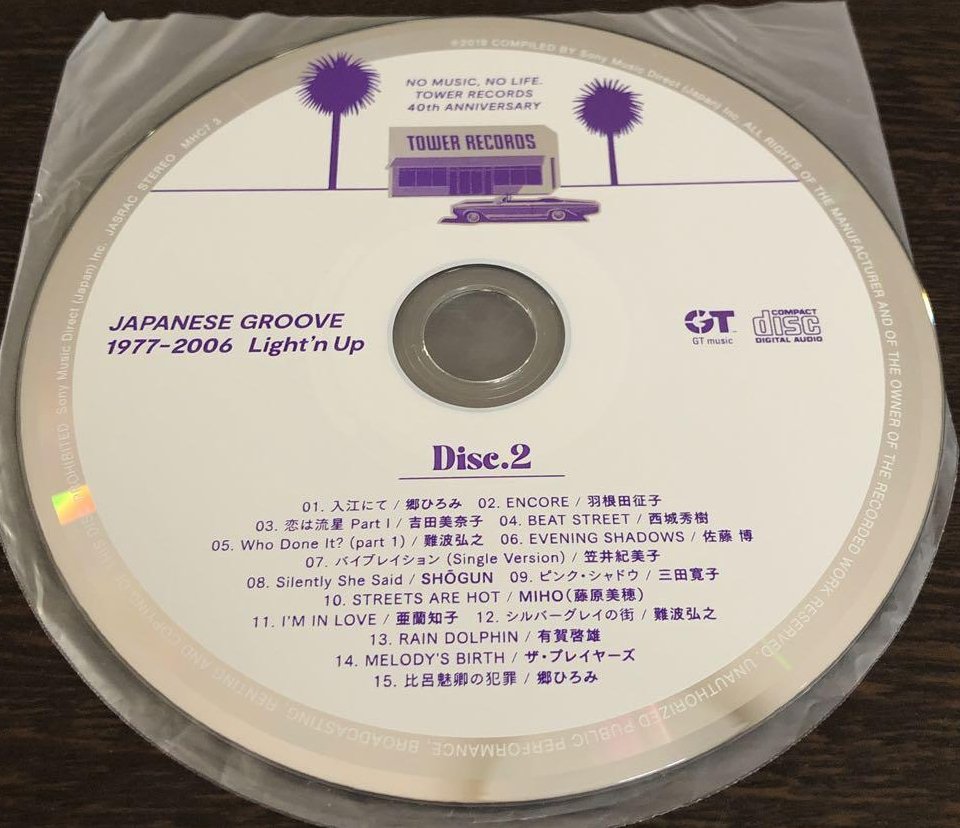 ℗2019 COMPILED BY Sony Music Direct (Japan) Inc. ALL RIGHTS OF THE MANUFACTURER AND OF THE OWNER OF THE RECORDED WORK RESERVED. UNAUTHORIZED PUBLIC PERFORMANCE, BROADCASTING, RENTING AND COPYING
PROHIBITED Sony Music Direct (Japan) Inc. JASRAC STEREO
NO MUSIC, NO LIFE.
TOWER RECORDS
40th ANNIVERSARY
TOWER RECORDS
JAPANESE GROOVE
1977-2006 Light'n Up
GT
GT music
COMPACT
disc
DIGITAL AUDIO
Disc.2
01. 入江にて / 郷ひろみ 02. ENCORE / 羽根田征子
03. 恋は流星 Part I / 吉田美奈子 04. BEAT STREET / 西城秀樹
05. Who Done It? (part 1) / 難波弘之 06. EVENING SHADOWS / 佐藤 博
07. バイブレイション (Single Version) / 笠井紀美子
08. Silently She Said / SHŌGUN 09. ピンク・シャドウ / 三田寛子
10. STREETS ARE HOT / MIHO(藤原美穂)
11. I'M IN LOVE / 亜蘭知子 12. シルバーグレイの街 / 難波弘之
13. RAIN DOLPHIN / 有賀啓雄
14. MELODY'S BIRTH / ザ・プレイヤーズ
15. 比呂魅卿の犯罪 / 郷ひろみ